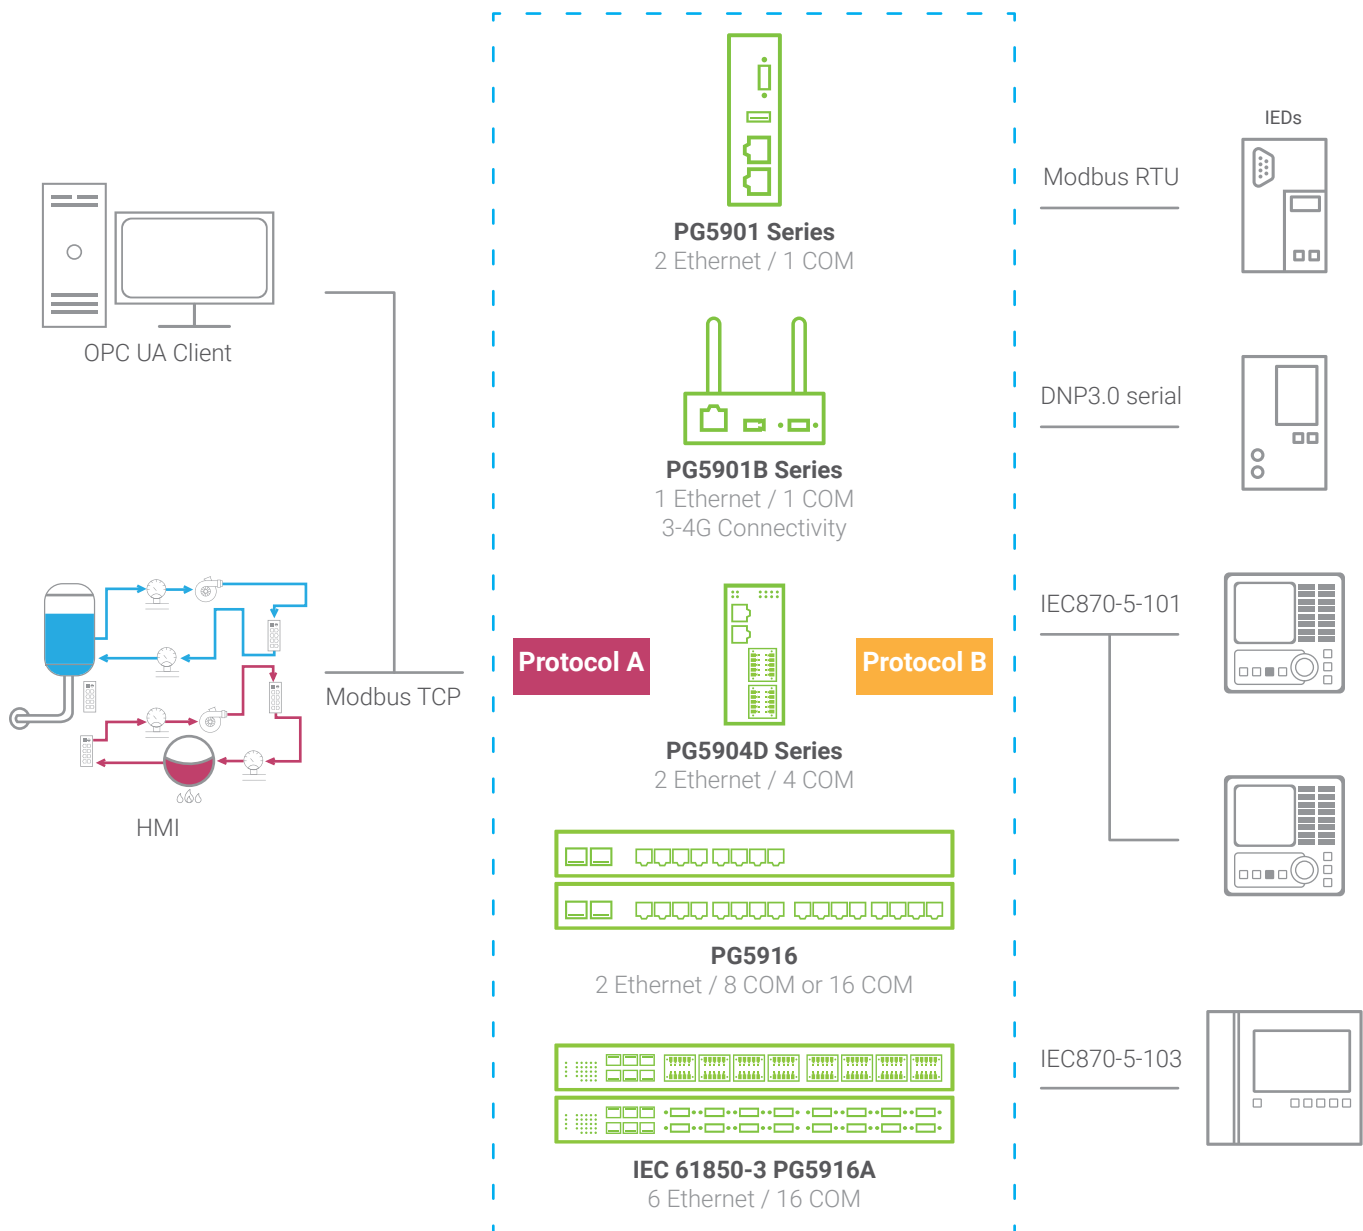 OPC UA Client
HMI
Modbus TCP
PG5901 Series
2 Ethernet / 1 COM
PG5901B Series
1 Ethernet / 1 COM
3-4G Connectivity
Protocol A
Protocol B
PG5904D Series
2 Ethernet / 4 COM
PG5916
2 Ethernet / 8 COM or 16 COM
IEC 61850-3 PG5916A
6 Ethernet / 16 COM
IEDs
Modbus RTU
DNP3.0 serial
IEC870-5-101
IEC870-5-103